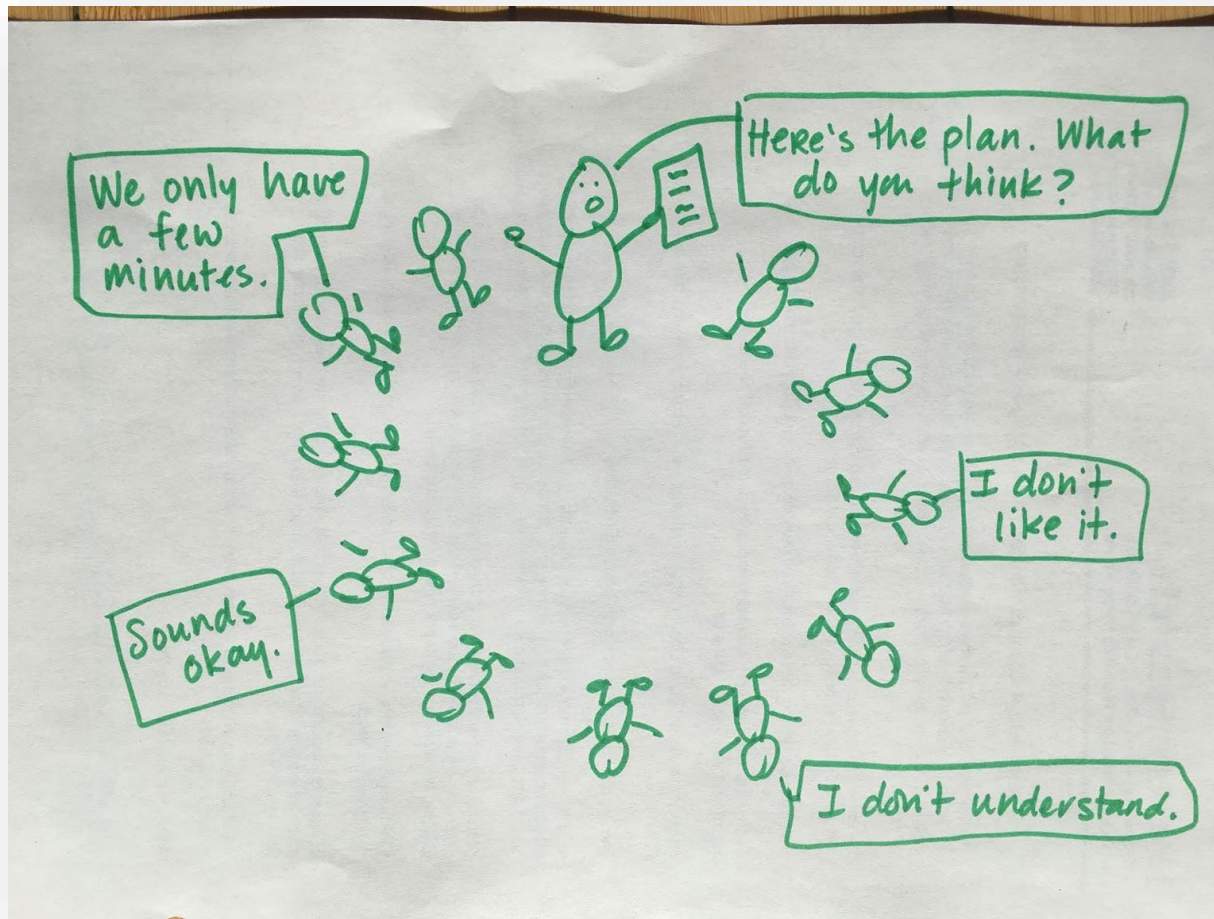 We only have
a few
minutes.
Here's the plan. What
do you think?
I don't
like it.
Sounds
okay.
I don't understand.